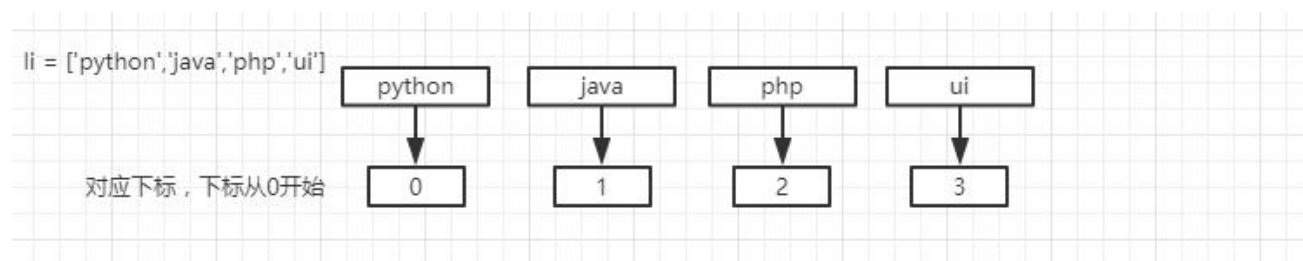 li = ['python','java','php','ui']
python java php ui
对应下标，下标从0开始 0 1 2 3